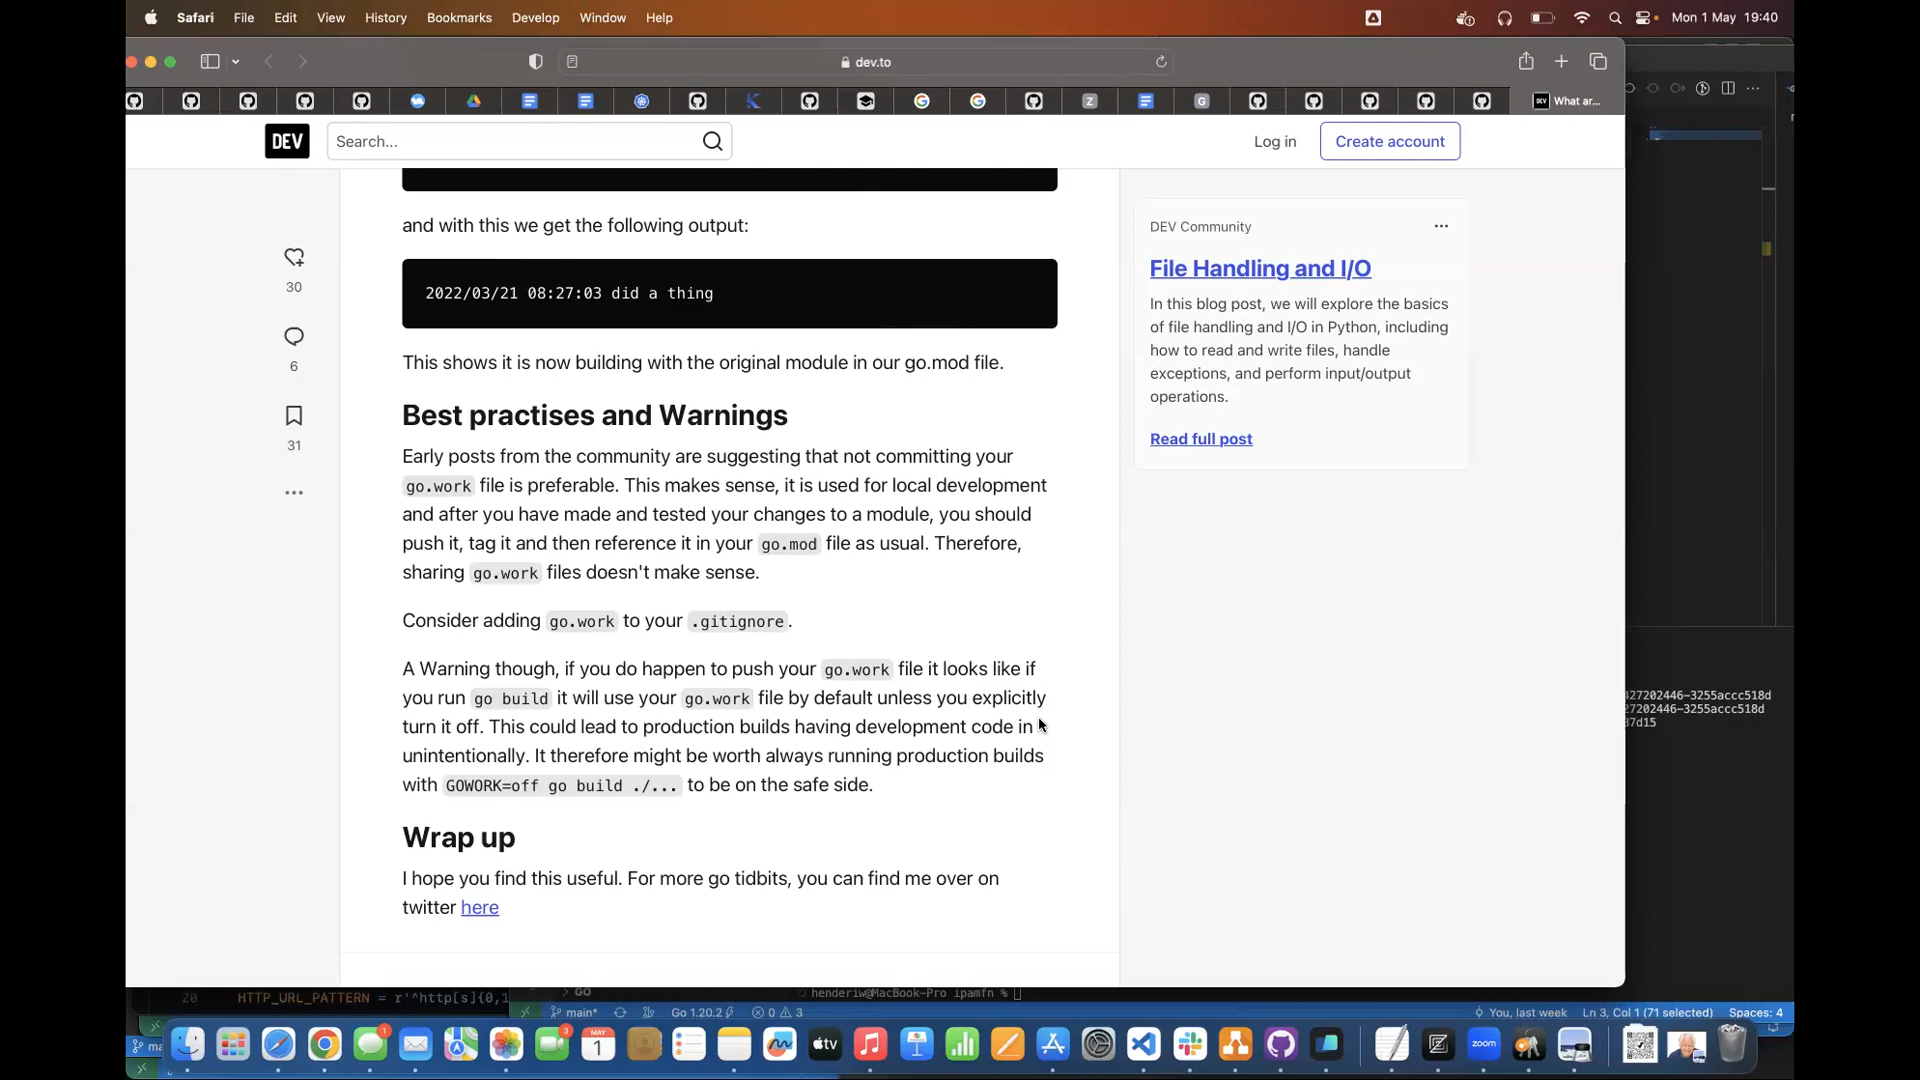 Safari File Edit View History Bookmarks Develop Window Help
Mon 1 May 19:40
dev.to
DEV What ar...
DEV
Search...
Log in
Create account
and with this we get the following output:
2022/03/21 08:27:03 did a thing
This shows it is now building with the original module in our go.mod file.
Best practises and Warnings
Early posts from the community are suggesting that not committing your
go.work file is preferable. This makes sense, it is used for local development
and after you have made and tested your changes to a module, you should
push it, tag it and then reference it in your go.mod file as usual. Therefore,
sharing go.work files doesn't make sense.
Consider adding go.work to your .gitignore.
A Warning though, if you do happen to push your go.work file it looks like if
you run go build it will use your go.work file by default unless you explicitly
turn it off. This could lead to production builds having development code in
unintentionally. It therefore might be worth always running production builds
with GOWORK=off go build ./... to be on the safe side.
Wrap up
I hope you find this useful. For more go tidbits, you can find me over on
twitter here
30
6
31
DEV Community
File Handling and I/O
In this blog post, we will explore the basics
of file handling and I/O in Python, including
how to read and write files, handle
exceptions, and perform input/output
operations.
Read full post
427202446-3255accc518d
27202446-3255accc518d
37d15
20 HTTP_URL_PATTERN = r'^http[s]{0,1
> GO
henderiw@MacBook-Pro ipamfn %
main* Go 1.20.2 0 3
You, last week Ln 3, Col 1 (71 selected) Spaces: 4
MAY
1
tv
zoom